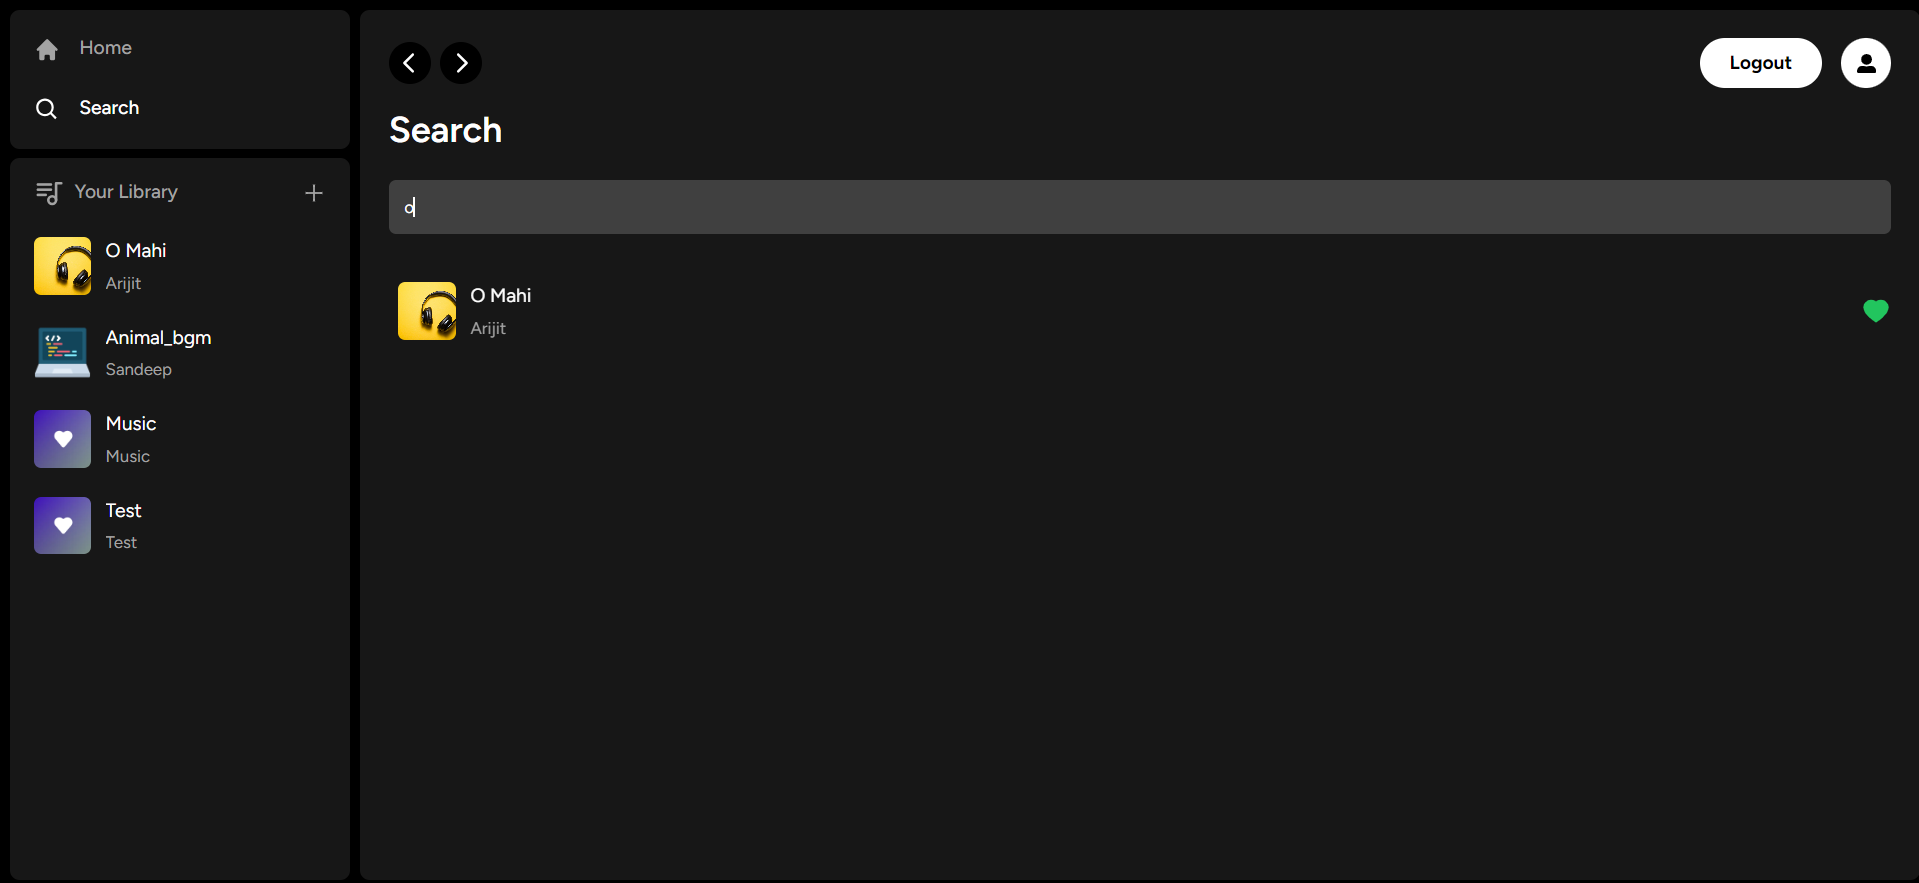 Home
Search
Your Library
O Mahi
Arijit
Animal_bgm
Sandeep
Music
Music
Test
Test
Logout
Search
o
O Mahi
Arijit